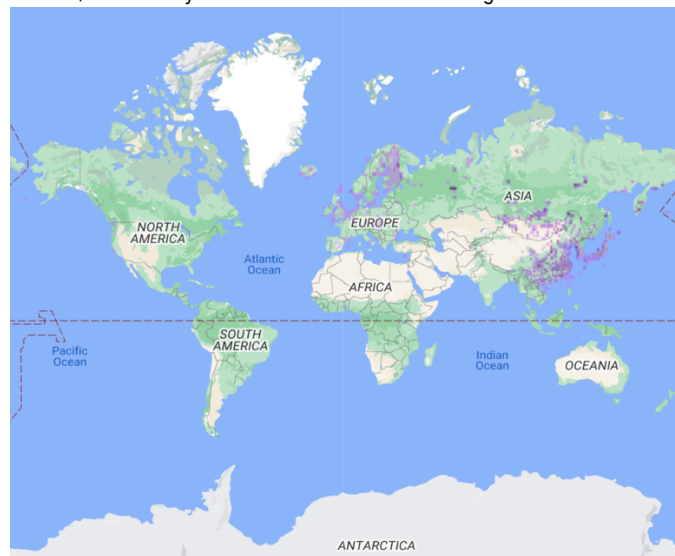 NORTH
AMERICA
EUROPE
ASIA
Atlantic
Ocean
AFRICA
SOUTH
AMERICA
Pacific
Ocean
Indian
Ocean
OCEANIA
ANTARCTICA